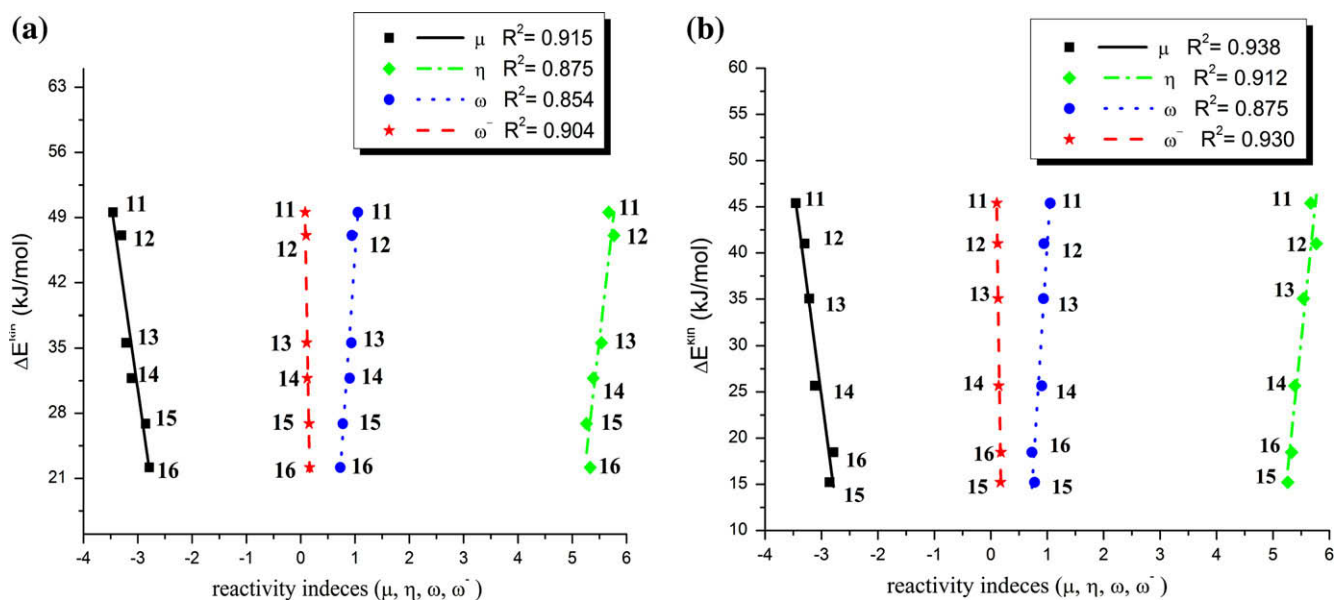 (a)
μ R²= 0.915
η R²= 0.875
ω R²= 0.854
ω⁻ R²= 0.904
63
56
49
42
35
28
21
ΔEᵏⁱⁿ (kJ/mol)
11 11 11 11
12 12 12 12
13 13 13 13
14 14 14 14
15 15 15 15
16 16 16 16
-4 -3 -2 -1 0 1 2 3 4 5 6
reactivity indeces (μ, η, ω, ω⁻ )
(b)
μ R²= 0.938
η R²= 0.912
ω R²= 0.875
ω⁻ R²= 0.930
60
55
50
45
40
35
30
25
20
15
10
ΔEᴷⁱⁿ (kJ/mol)
11 11 11 11
12 12 12 12
13 13 13 13
14 14 14 14
16 16 16 16
15 15 15 15
-4 -3 -2 -1 0 1 2 3 4 5 6
reactivity indeces (μ, η, ω, ω⁻ )